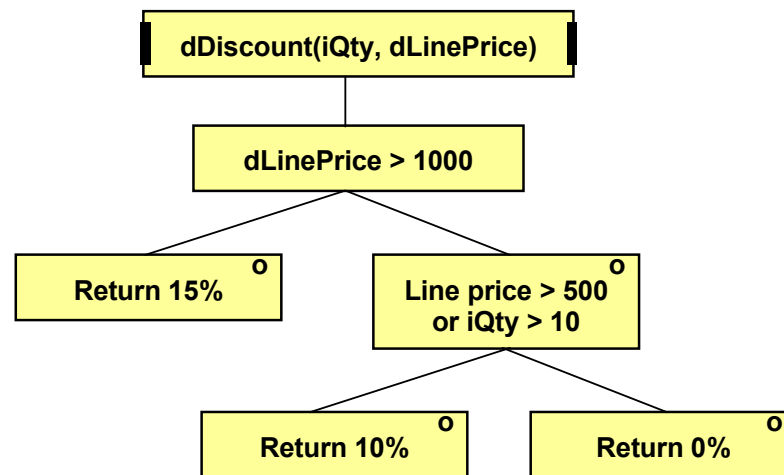 dDiscount(iQty, dLinePrice)
dLinePrice > 1000
Return 15%
o
Line price > 500
or iQty > 10
o
Return 10%
o
Return 0%
o